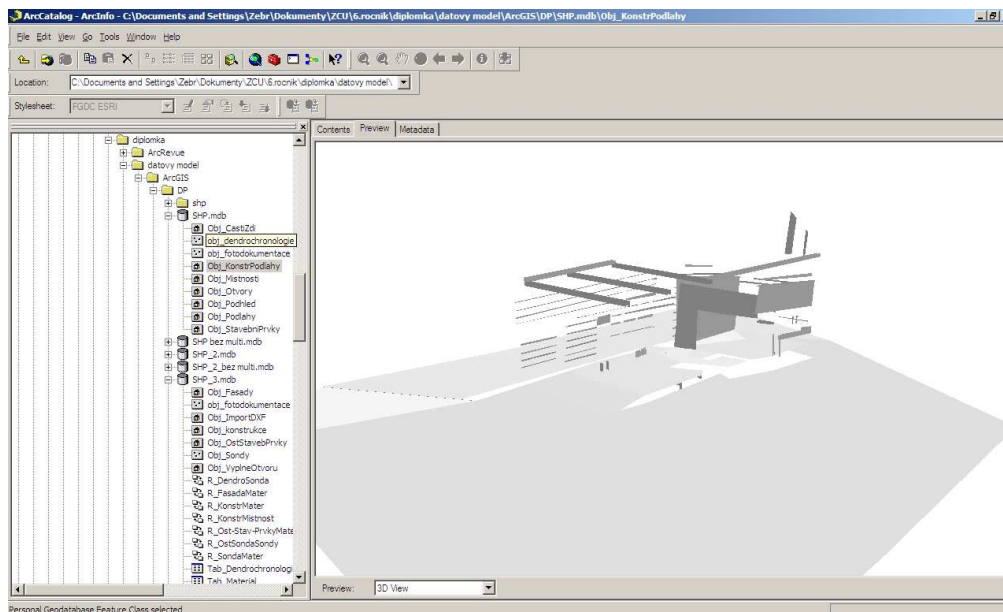 ArcCatalog - ArcInfo - C:\Documents and Settings\Zebr\Dokumenty\ZCU\6.rocnik\diplomka\datovy model\ArcGIS\DP\SHP.mdb\Obj_KonstrPodlahy
File Edit View Go Tools Window Help
Location: C:\Documents and Settings\Zebr\Dokumenty\ZCU\6.rocnik\diplomka\datovy model\
Stylesheet: FGDC ESRI
Contents Preview Metadata
diplomka
ArcRevue
datovy model
ArcGIS
DP
shp
SHP.mdb
Obj_CastiZdi
obj_dendrochronologie
obj_fotodokumentace
Obj_KonstrPodlahy
Obj_Mistnosti
Obj_Otvory
Obj_Podhled
Obj_Podlahy
Obj_StavebniPrvky
SHP bez multi.mdb
SHP_2.mdb
SHP_2_bez multi.mdb
SHP_3.mdb
Obj_Fasady
obj_fotodokumentace
Obj_ImportDXF
Obj_konstrukce
Obj_OstStavebPrvky
Obj_Sondy
Obj_VyplneOtvoru
R_DendroSonda
R_FasadaMater
R_KonstrMater
R_KonstrMistnost
R_Ost-Stav-PrvkyMate
R_OstSondaSondy
R_SondaMater
Tab_Dendrochronologi
Tab_Material
Preview: 3D View
Personal Geodatabase Feature Class selected